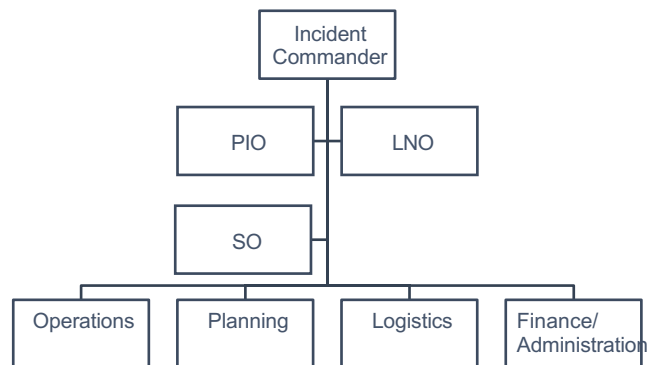 Incident
Commander
PIO
LNO
SO
Operations
Planning
Logistics
Finance/
Administration